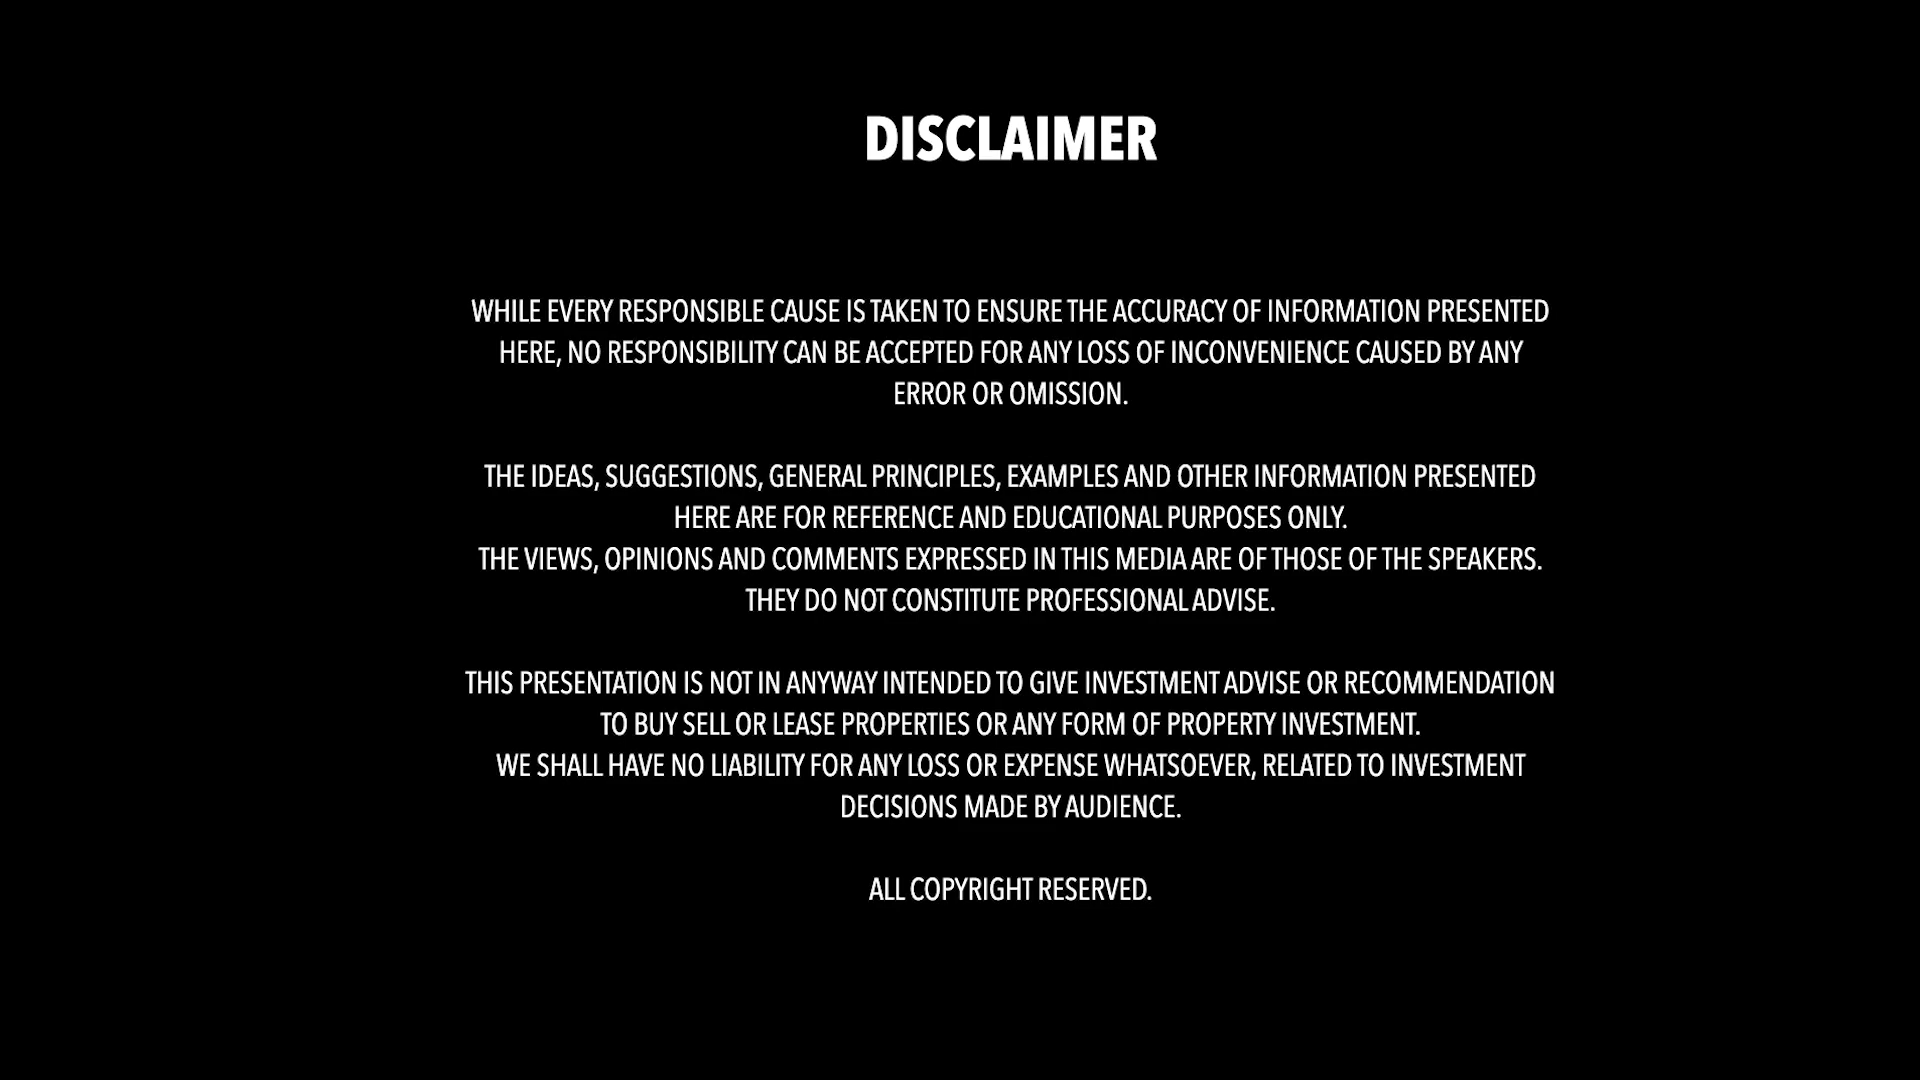 DISCLAIMER
WHILE EVERY RESPONSIBLE CAUSE IS TAKEN TO ENSURE THE ACCURACY OF INFORMATION PRESENTED
HERE, NO RESPONSIBILITY CAN BE ACCEPTED FOR ANY LOSS OF INCONVENIENCE CAUSED BY ANY
ERROR OR OMISSION.
THE IDEAS, SUGGESTIONS, GENERAL PRINCIPLES, EXAMPLES AND OTHER INFORMATION PRESENTED
HERE ARE FOR REFERENCE AND EDUCATIONAL PURPOSES ONLY.
THE VIEWS, OPINIONS AND COMMENTS EXPRESSED IN THIS MEDIA ARE OF THOSE OF THE SPEAKERS.
THEY DO NOT CONSTITUTE PROFESSIONAL ADVISE.
THIS PRESENTATION IS NOT IN ANYWAY INTENDED TO GIVE INVESTMENT ADVISE OR RECOMMENDATION
TO BUY SELL OR LEASE PROPERTIES OR ANY FORM OF PROPERTY INVESTMENT.
WE SHALL HAVE NO LIABILITY FOR ANY LOSS OR EXPENSE WHATSOEVER, RELATED TO INVESTMENT
DECISIONS MADE BY AUDIENCE.
ALL COPYRIGHT RESERVED.